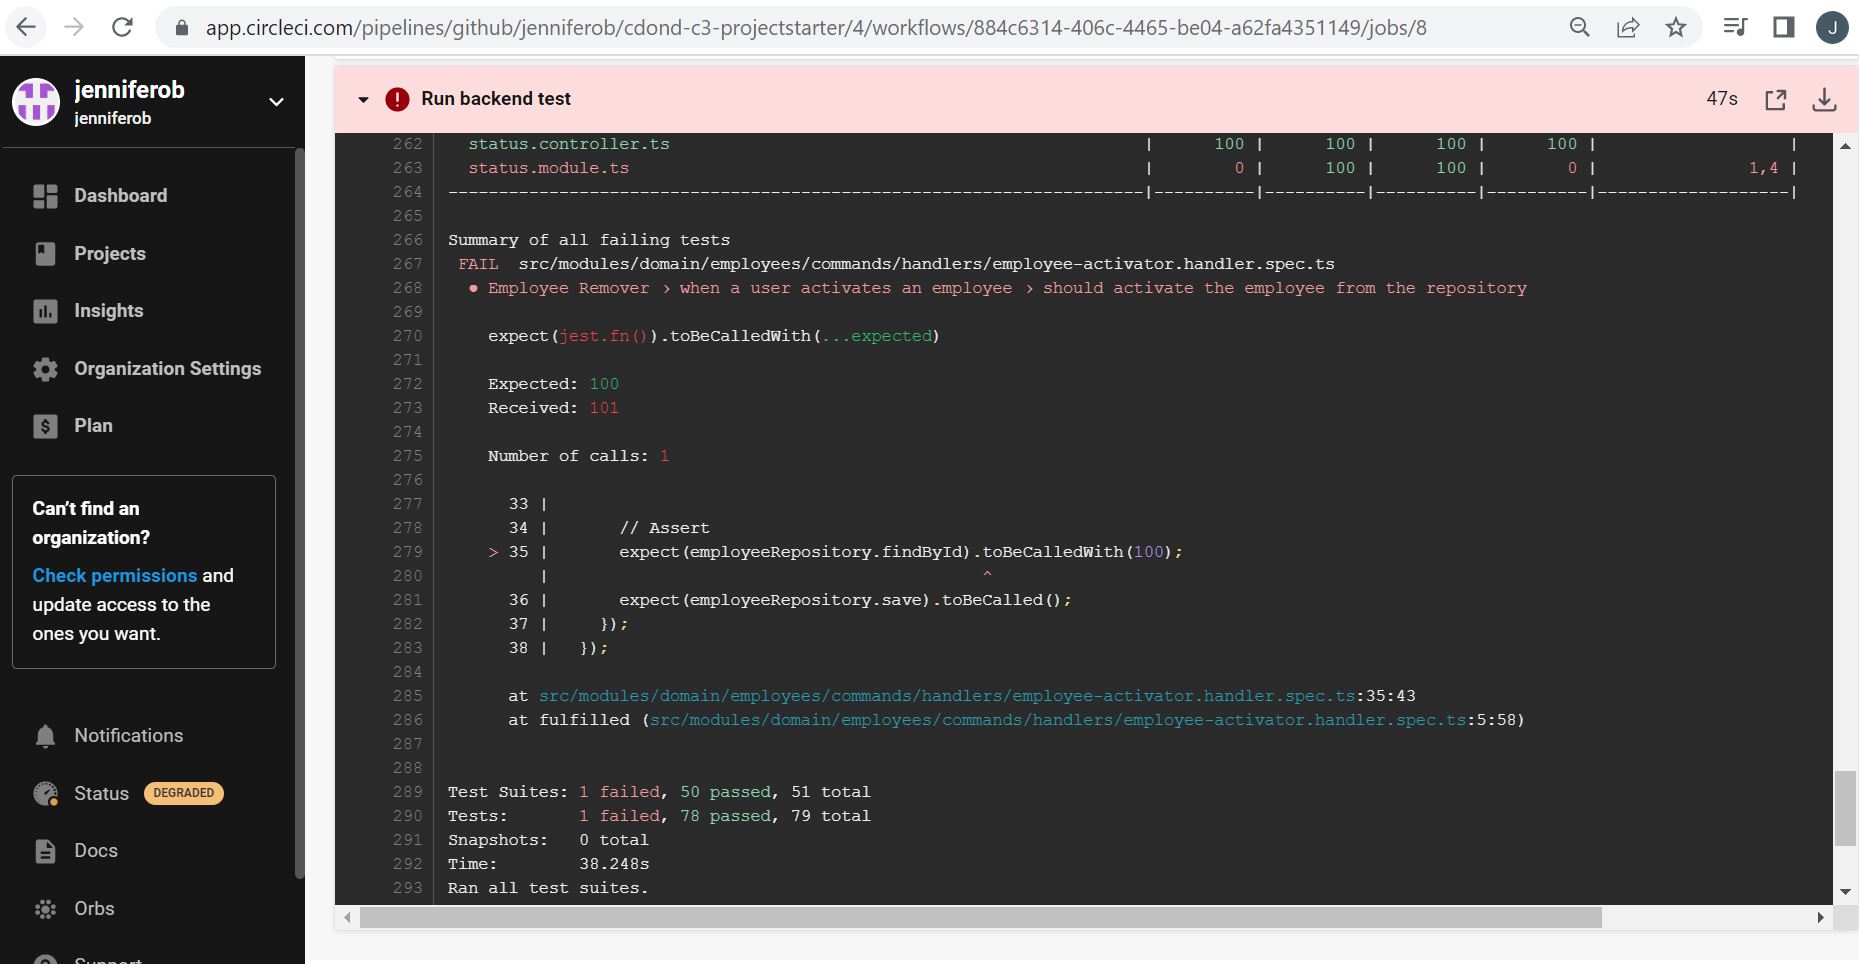 app.circleci.com/pipelines/github/jenniferob/cdond-c3-projectstarter/4/workflows/884c6314-406c-4465-be04-a62fa4351149/jobs/8
J
jenniferob
jenniferob
Dashboard
Projects
Insights
Organization Settings
Plan
Can't find an
organization?
Check permissions and
update access to the
ones you want.
Notifications
Status DEGRADED
Docs
Orbs
Support
Run backend test 47s
262 status.controller.ts | 100 | 100 | 100 | 100 | |
263 status.module.ts | 0 | 100 | 100 | 0 | 1,4 |
264 ---------------------------------------------------------------------|----------|----------|----------|----------|-------------------|
265
266 Summary of all failing tests
267 FAIL src/modules/domain/employees/commands/handlers/employee-activator.handler.spec.ts
268 ● Employee Remover › when a user activates an employee › should activate the employee from the repository
269
270 expect(jest.fn()).toBeCalledWith(...expected)
271
272 Expected: 100
273 Received: 101
274
275 Number of calls: 1
276
277 33 |
278 34 | // Assert
279 > 35 | expect(employeeRepository.findById).toBeCalledWith(100);
280 | ^
281 36 | expect(employeeRepository.save).toBeCalled();
282 37 | });
283 38 | });
284
285 at src/modules/domain/employees/commands/handlers/employee-activator.handler.spec.ts:35:43
286 at fulfilled (src/modules/domain/employees/commands/handlers/employee-activator.handler.spec.ts:5:58)
287
288
289 Test Suites: 1 failed, 50 passed, 51 total
290 Tests: 1 failed, 78 passed, 79 total
291 Snapshots: 0 total
292 Time: 38.248s
293 Ran all test suites.